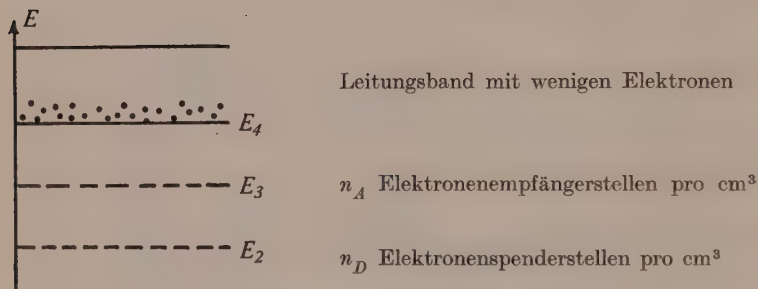 E
Leitungsband mit wenigen Elektronen
E₄
E₃ n_A Elektronenempfängerstellen pro cm³
E₂ n_D Elektronenspenderstellen pro cm³